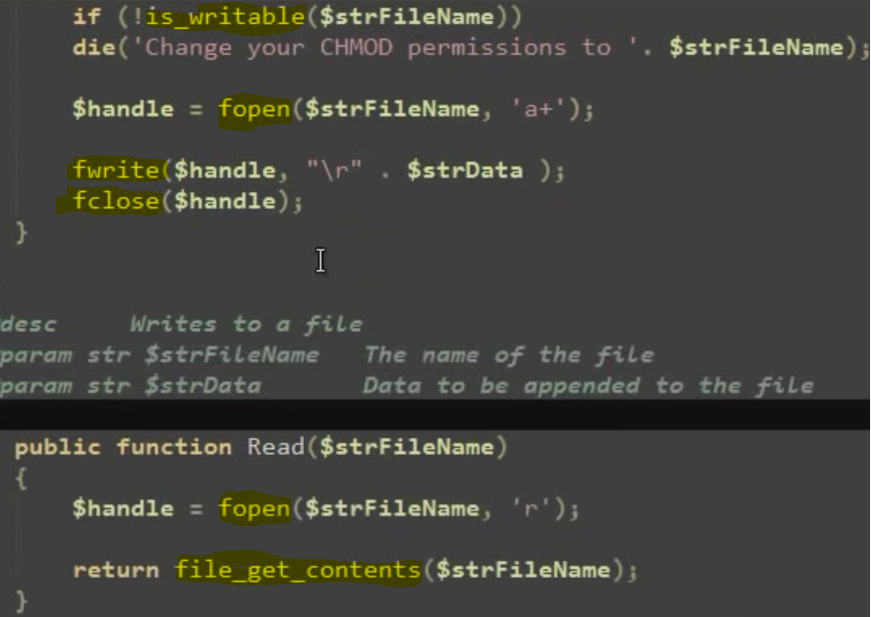 if (!is_writable($strFileName))
die('Change your CHMOD permissions to '. $strFileName);
$handle = fopen($strFileName, 'a+');
fwrite($handle, "\r" . $strData );
fclose($handle);
}
desc Writes to a file
param str $strFileName The name of the file
param str $strData Data to be appended to the file
public function Read($strFileName)
{
$handle = fopen($strFileName, 'r');
return file_get_contents($strFileName);
}